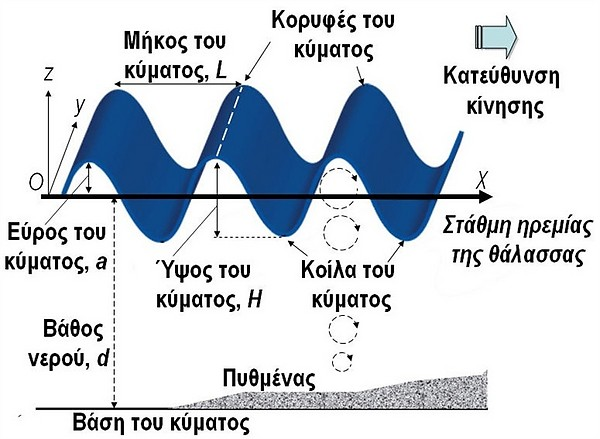 Κορυφές του
κύματος
Μήκος του
κύματος, L
Κατεύθυνση
κίνησης
z
y
O
X
Στάθμη ηρεμίας
της θάλασσας
Εύρος του
κύματος, a
Ύψος του
κύματος, H
Κοίλα του
κύματος
Βάθος
νερού, d
Πυθμένας
Βάση του κύματος